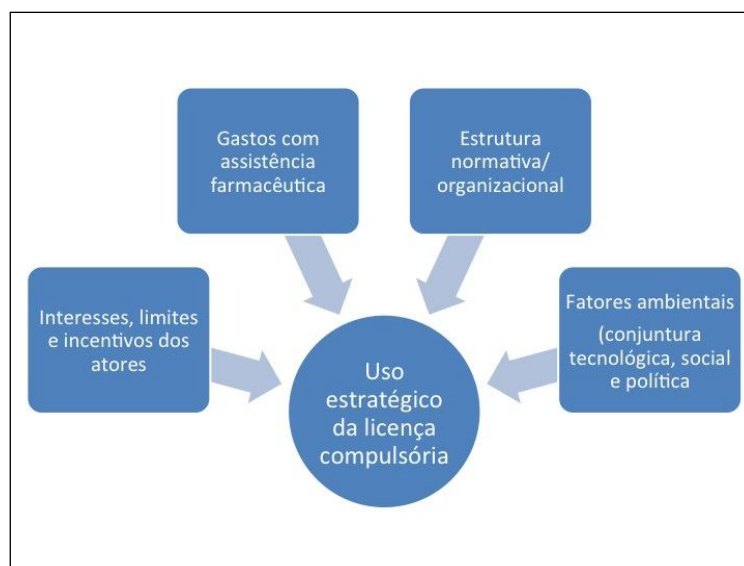 Gastos com
assistência
farmacêutica
Estrutura
normativa/
organizacional
Interesses, limites
e incentivos dos
atores
Fatores ambientais
(conjuntura
tecnológica, social
e política
Uso
estratégico
da licença
compulsória